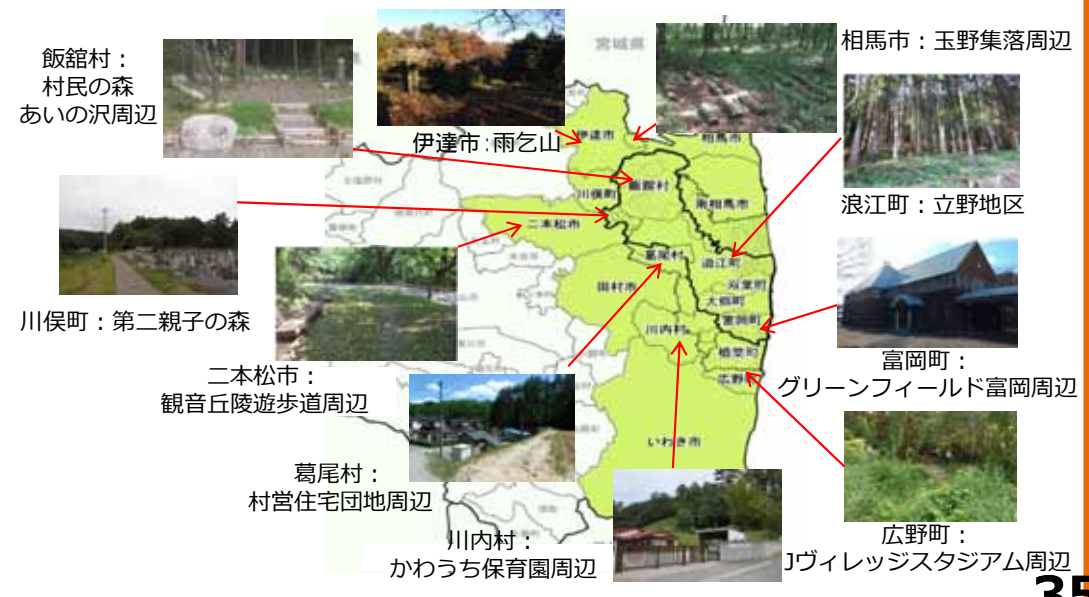 飯舘村：
村民の森
あいの沢周辺
伊達市：雨乞山
相馬市：玉野集落周辺
浪江町：立野地区
川俣町：第二親子の森
二本松市：
観音丘陵遊歩道周辺
富岡町：
グリーンフィールド富岡周辺
葛尾村：
村営住宅団地周辺
川内村：
かわうち保育園周辺
広野町：
Jヴィレッジスタジアム周辺
宮城県
伊達市
相馬市
川俣町
飯舘村
南相馬市
二本松市
葛尾村
浪江町
双葉町
田村市
大熊町
富岡町
川内村
楢葉町
広野
いわき市
35